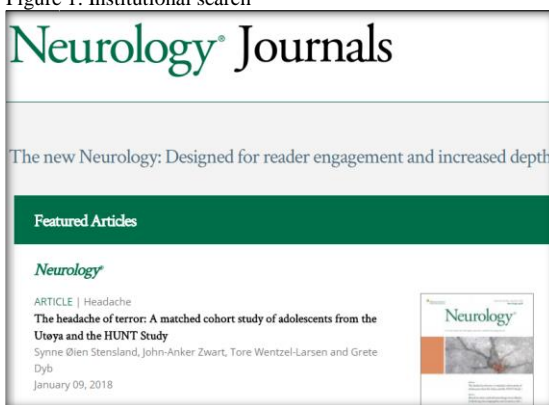 Figure 1. Institutional search
Neurology® Journals
The new Neurology: Designed for reader engagement and increased depth
Featured Articles
Neurology®
ARTICLE | Headache
The headache of terror: A matched cohort study of adolescents from the
Utøya and the HUNT Study
Synne Øien Stensland, John-Anker Zwart, Tore Wentzel-Larsen and Grete
Dyb
January 09, 2018
Neurology